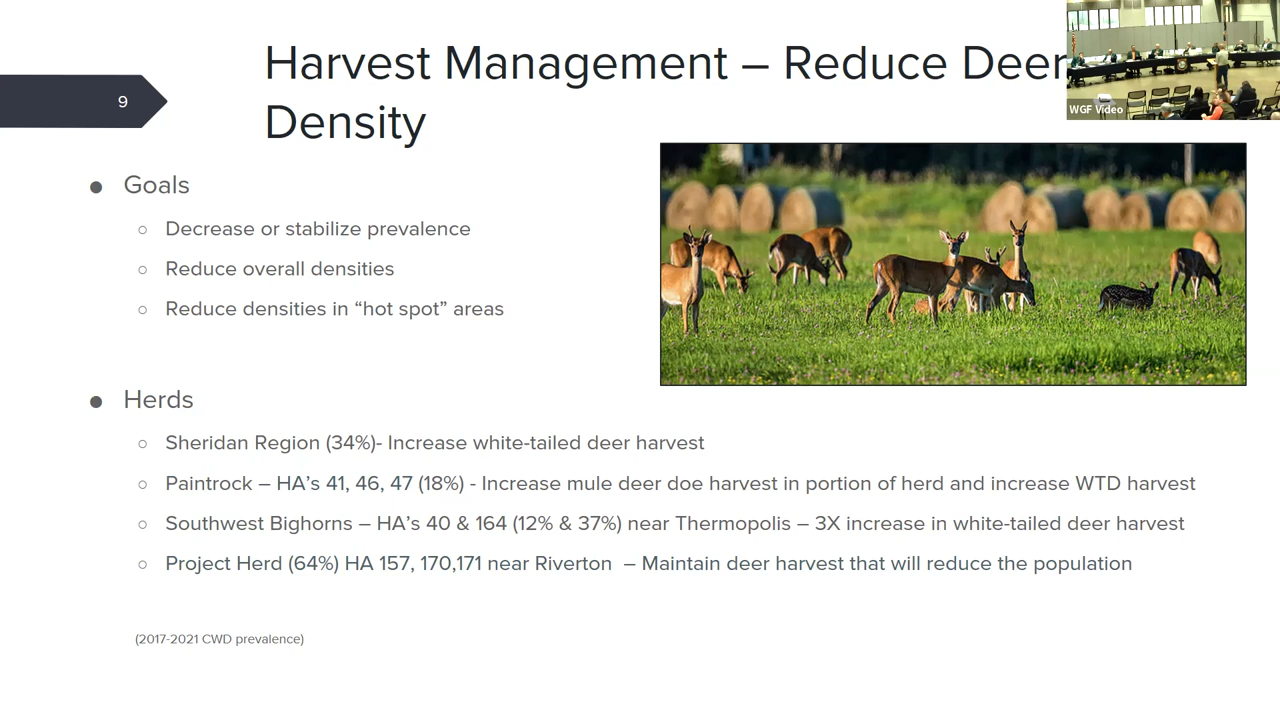 9
Harvest Management – Reduce Deer
Density
WGF Video
● Goals
○ Decrease or stabilize prevalence
○ Reduce overall densities
○ Reduce densities in “hot spot” areas
● Herds
○ Sheridan Region (34%)- Increase white-tailed deer harvest
○ Paintrock – HA’s 41, 46, 47 (18%) - Increase mule deer doe harvest in portion of herd and increase WTD harvest
○ Southwest Bighorns – HA’s 40 & 164 (12% & 37%) near Thermopolis – 3X increase in white-tailed deer harvest
○ Project Herd (64%) HA 157, 170,171 near Riverton – Maintain deer harvest that will reduce the population
(2017-2021 CWD prevalence)